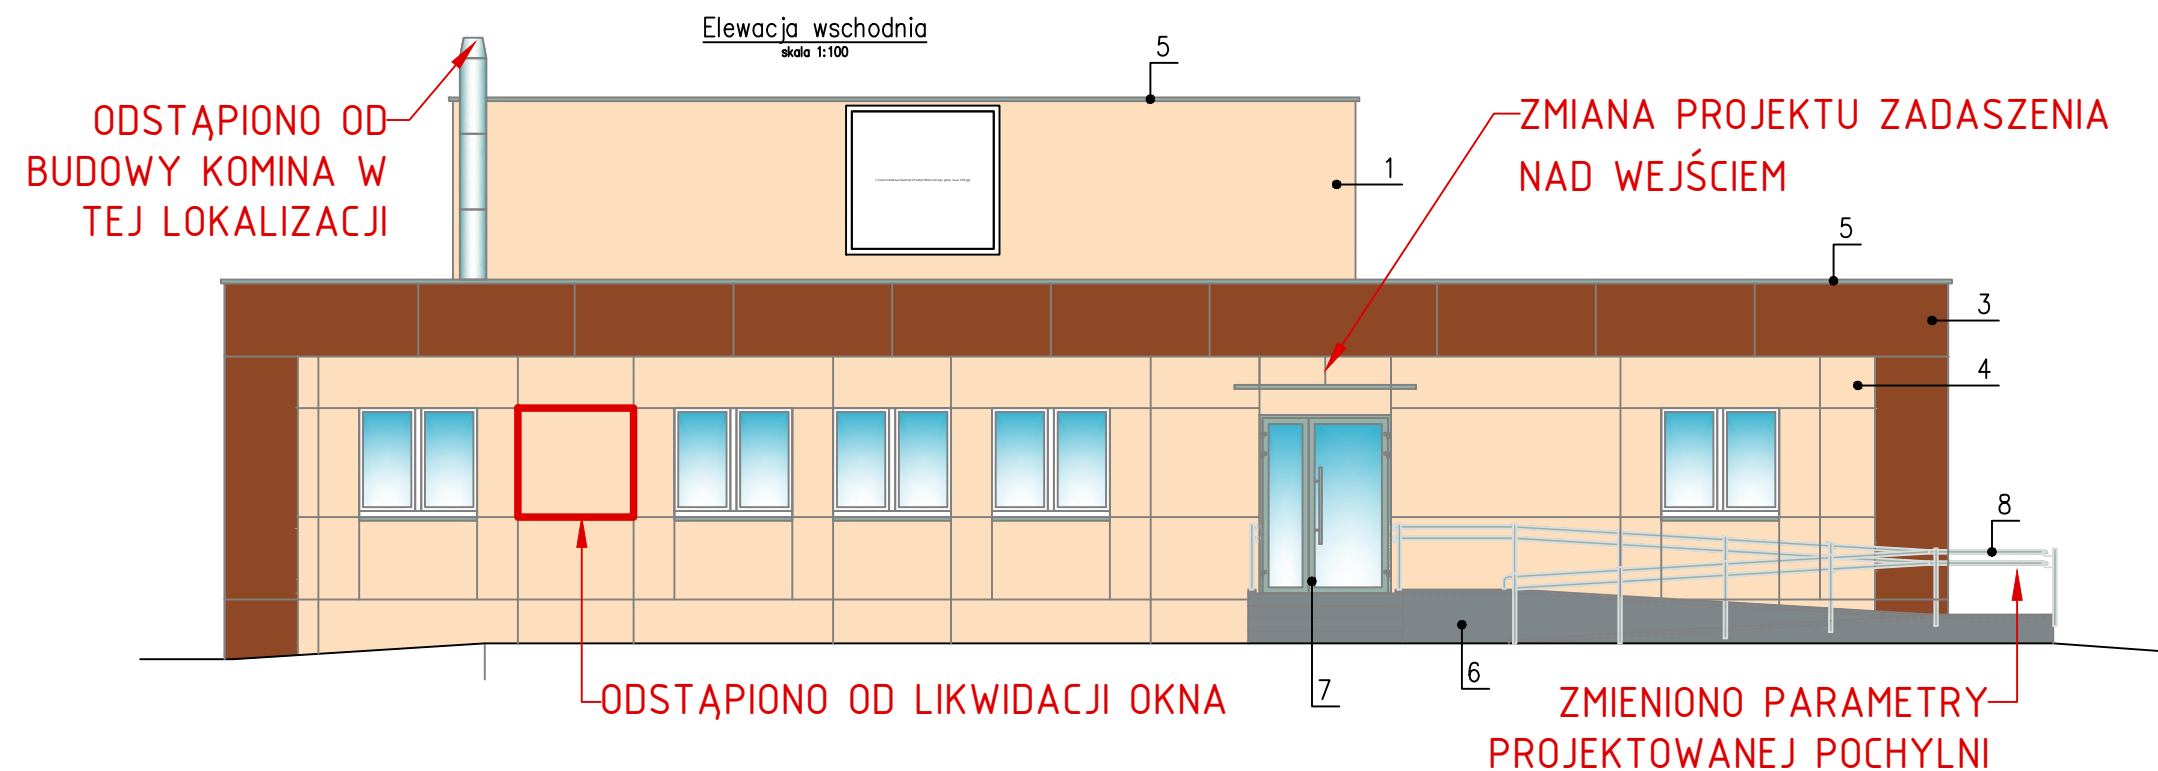 Elewacja wschodnia
skala 1:100
5
ODSTĄPIONO OD
BUDOWY KOMINA W
TEJ LOKALIZACJI
ZMIANA PROJEKTU ZADASZENIA
NAD WEJŚCIEM
1
5
3
4
8
6
7
ODSTĄPIONO OD LIKWIDACJI OKNA
ZMIENIONO PARAMETRY
PROJEKTOWANEJ POCHYLNI